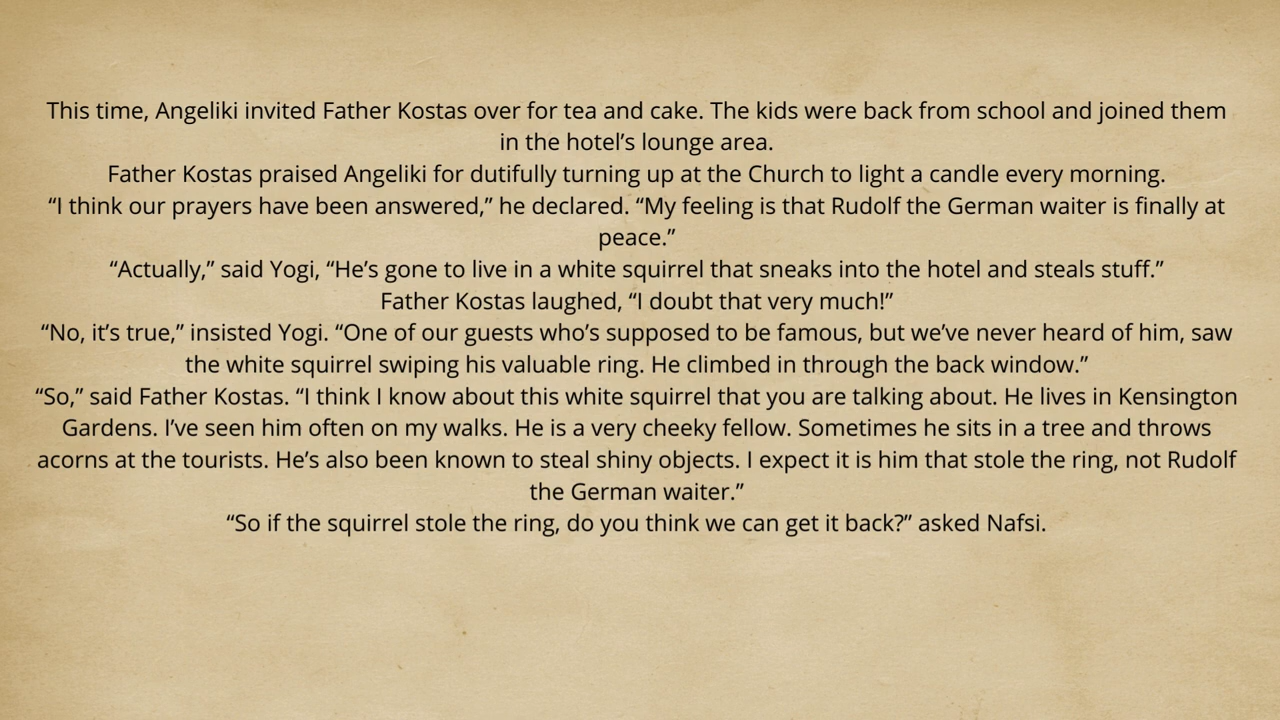 This time, Angeliki invited Father Kostas over for tea and cake. The kids were back from school and joined them
in the hotel’s lounge area.
Father Kostas praised Angeliki for dutifully turning up at the Church to light a candle every morning.
“I think our prayers have been answered,” he declared. “My feeling is that Rudolf the German waiter is finally at
peace.”
“Actually,” said Yogi, “He’s gone to live in a white squirrel that sneaks into the hotel and steals stuff.”
Father Kostas laughed, “I doubt that very much!”
“No, it’s true,” insisted Yogi. “One of our guests who’s supposed to be famous, but we’ve never heard of him, saw
the white squirrel swiping his valuable ring. He climbed in through the back window.”
“So,” said Father Kostas. “I think I know about this white squirrel that you are talking about. He lives in Kensington
Gardens. I’ve seen him often on my walks. He is a very cheeky fellow. Sometimes he sits in a tree and throws
acorns at the tourists. He’s also been known to steal shiny objects. I expect it is him that stole the ring, not Rudolf
the German waiter.”
“So if the squirrel stole the ring, do you think we can get it back?” asked Nafsi.